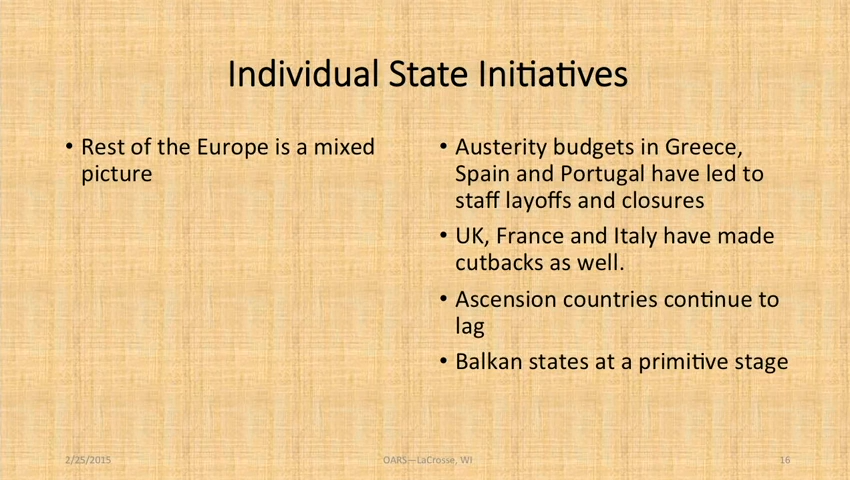 Individual State Initiatives
• Rest of the Europe is a mixed
picture
• Austerity budgets in Greece,
Spain and Portugal have led to
staff layoffs and closures
• UK, France and Italy have made
cutbacks as well.
• Ascension countries continue to
lag
• Balkan states at a primitive stage
2/25/2015
OARS—LaCrosse, WI
16